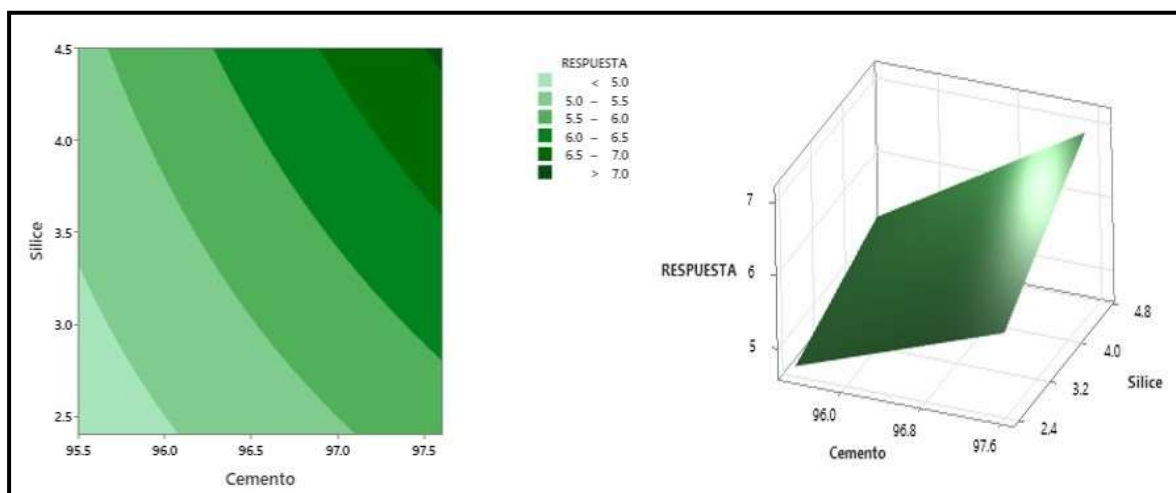 4.5
4.0
3.5
3.0
2.5
Silice
95.5 96.0 96.5 97.0 97.5
Cemento
RESPUESTA
< 5.0
5.0 – 5.5
5.5 – 6.0
6.0 – 6.5
6.5 – 7.0
> 7.0
7
RESPUESTA 6
5
96.0
96.8
97.6
Cemento
4.8
4.0
3.2
2.4
Silice